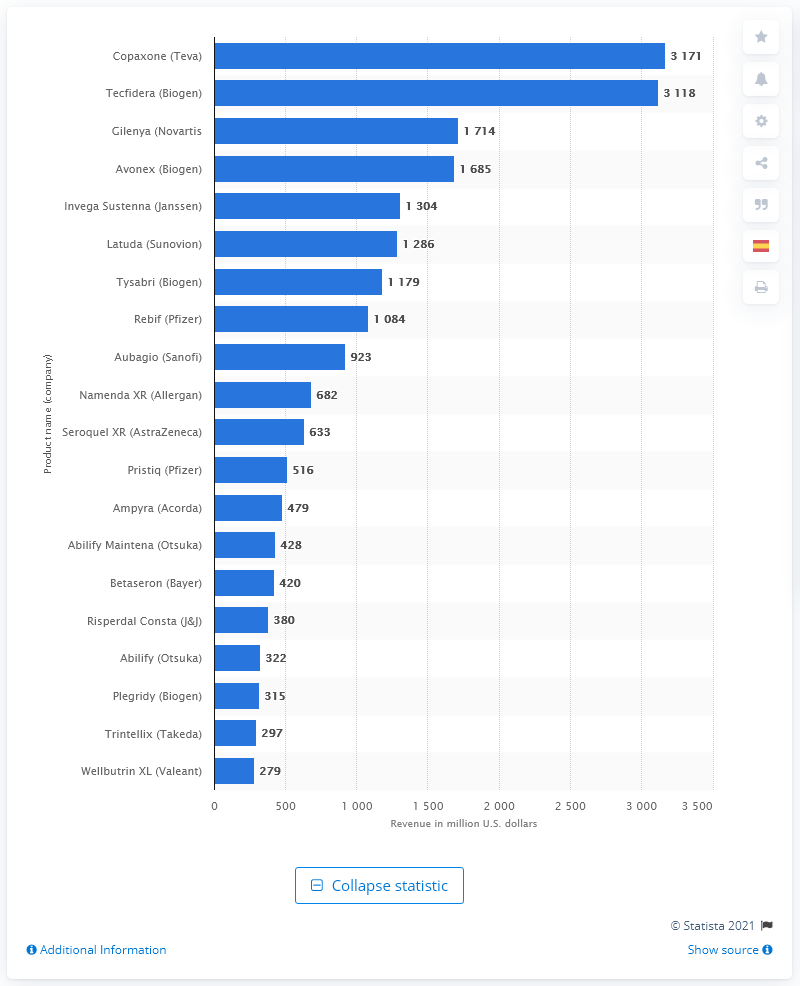 Copaxone (Teva) 3 171
Tecfidera (Biogen) 3 118
Gilenya (Novartis 1 714
Avonex (Biogen) 1 685
Invega Sustenna (Janssen) 1 304
Latuda (Sunovion) 1 286
Tysabri (Biogen) 1 179
Rebif (Pfizer) 1 084
Aubagio (Sanofi) 923
Namenda XR (Allergan) 682
Seroquel XR (AstraZeneca) 633
Pristiq (Pfizer) 516
Ampyra (Acorda) 479
Abilify Maintena (Otsuka) 428
Betaseron (Bayer) 420
Risperdal Consta (J&J) 380
Abilify (Otsuka) 322
Plegridy (Biogen) 315
Trintellix (Takeda) 297
Wellbutrin XL (Valeant) 279
Product name (company)
0 500 1 000 1 500 2 000 2 500 3 000 3 500
Revenue in million U.S. dollars
Collapse statistic
© Statista 2021
Additional Information
Show source